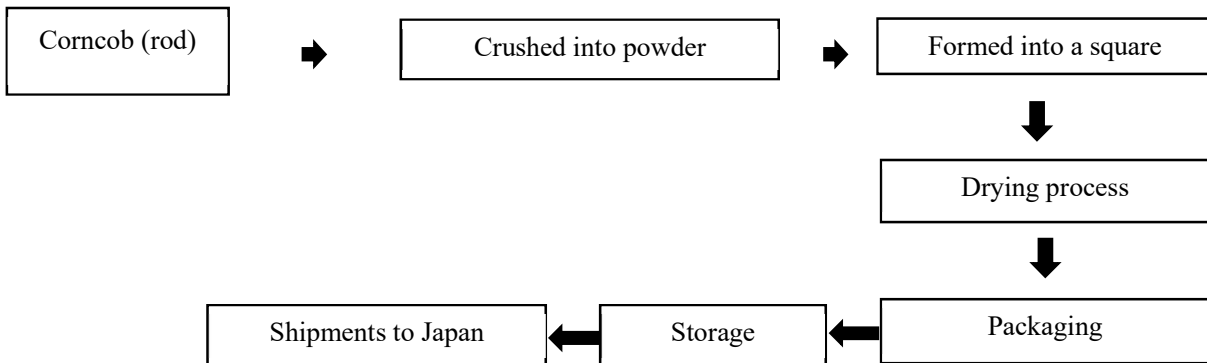 Corncob (rod)
Crushed into powder
Formed into a square
Drying process
Packaging
Storage
Shipments to Japan